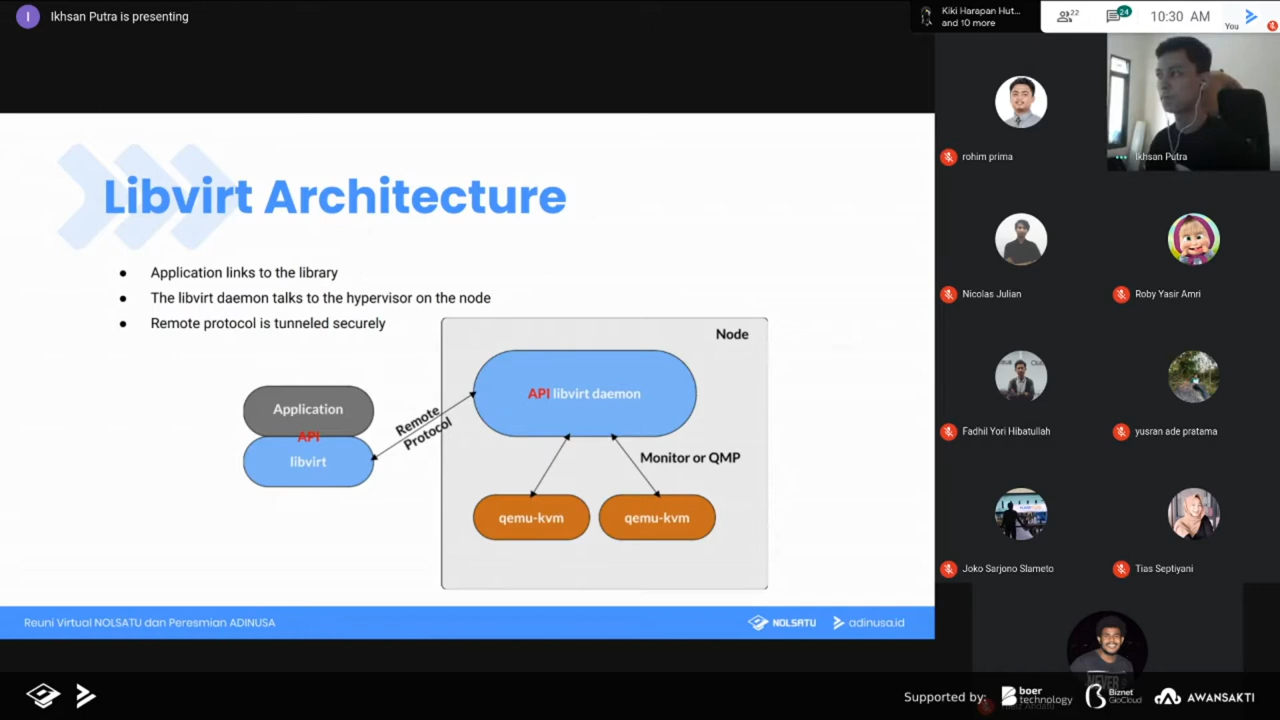 I
Ikhsan Putra is presenting
Kiki Harapan Hut...
and 10 more
22
24
10:30 AM
You
Libvirt Architecture
● Application links to the library
● The libvirt daemon talks to the hypervisor on the node
● Remote protocol is tunneled securely
Node
API libvirt daemon
Application
API
libvirt
Remote
Protocol
Monitor or QMP
qemu-kvm
qemu-kvm
Reuni Virtual NOLSATU dan Peresmian ADINUSA
NOLSATU
adinusa.id
rohim prima
Ikhsan Putra
Nicolas Julian
Roby Yasir Amri
Fadhil Yori Hibatullah
yusran ade pratama
Joko Sarjono Slameto
Tias Septiyani
NEVER
Supported by:
boer
technology
Biznet
GioCloud
AWANSAKTI